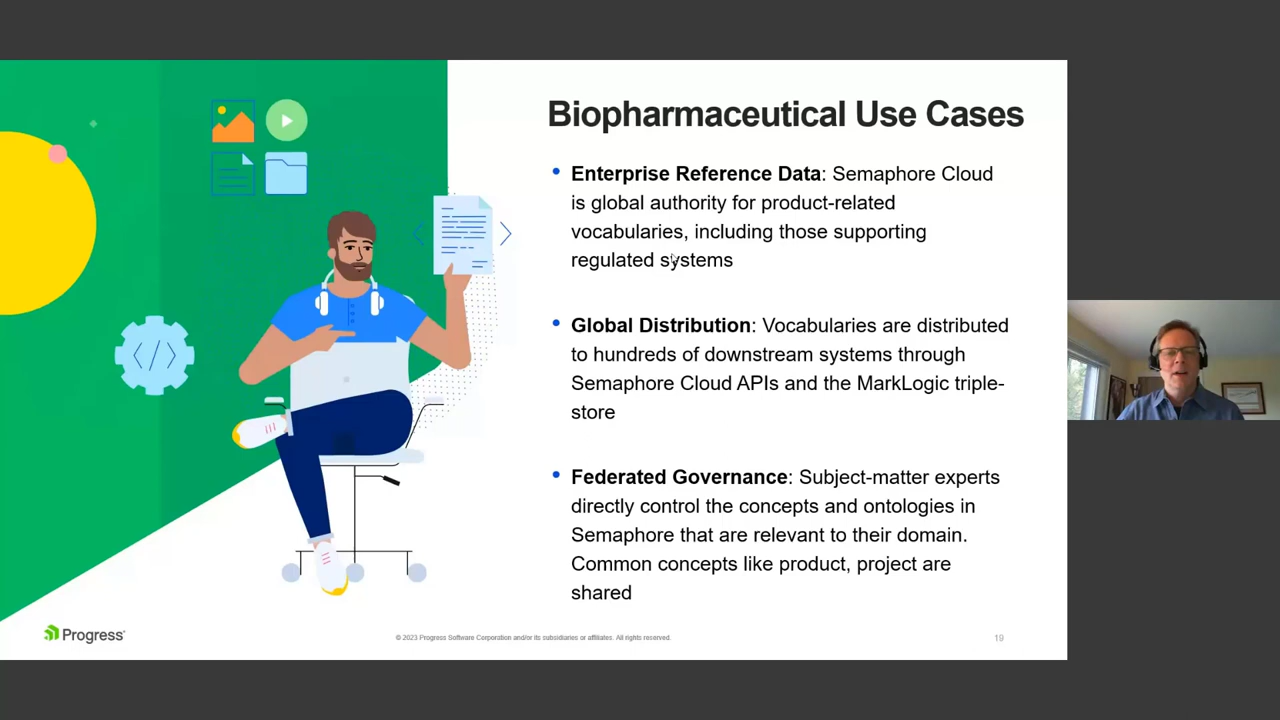 Biopharmaceutical Use Cases
• Enterprise Reference Data: Semaphore Cloud
is global authority for product-related
vocabularies, including those supporting
regulated systems
• Global Distribution: Vocabularies are distributed
to hundreds of downstream systems through
Semaphore Cloud APIs and the MarkLogic triple-
store
• Federated Governance: Subject-matter experts
directly control the concepts and ontologies in
Semaphore that are relevant to their domain.
Common concepts like product, project are
shared
Progress
© 2023 Progress Software Corporation and/or its subsidiaries or affiliates. All rights reserved.
19